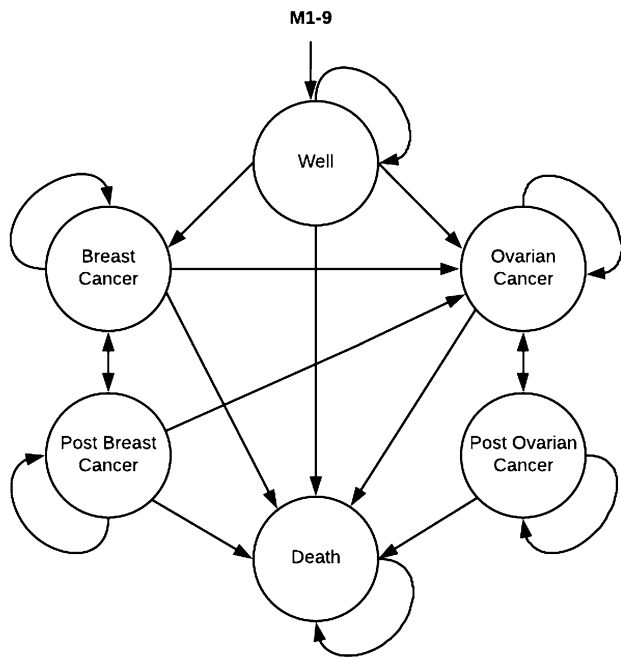 M1-9
Well
Breast
Cancer
Ovarian
Cancer
Post Breast
Cancer
Post Ovarian
Cancer
Death